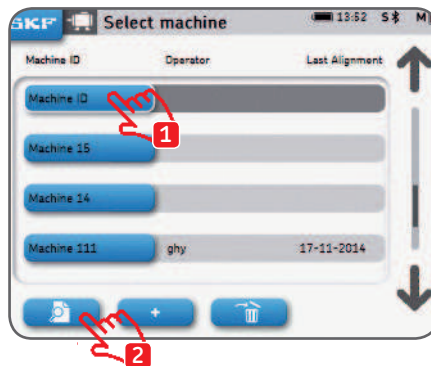 SKF Select machine 13:52 S M
Machine ID Operator Last Alignment
Machine ID
1
Machine 15
Machine 14
Machine 111 ghy 17-11-2014
+
2